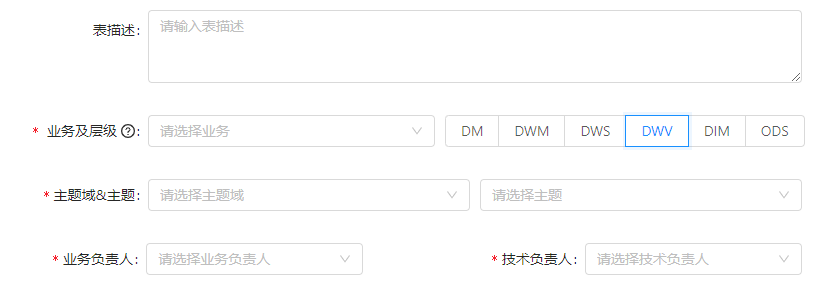 表描述: 请输入表描述
* 业务及层级 ?: 请选择业务 DM DWM DWS DWV DIM ODS
* 主题域&主题: 请选择主题域 请选择主题
* 业务负责人: 请选择业务负责人 * 技术负责人: 请选择技术负责人